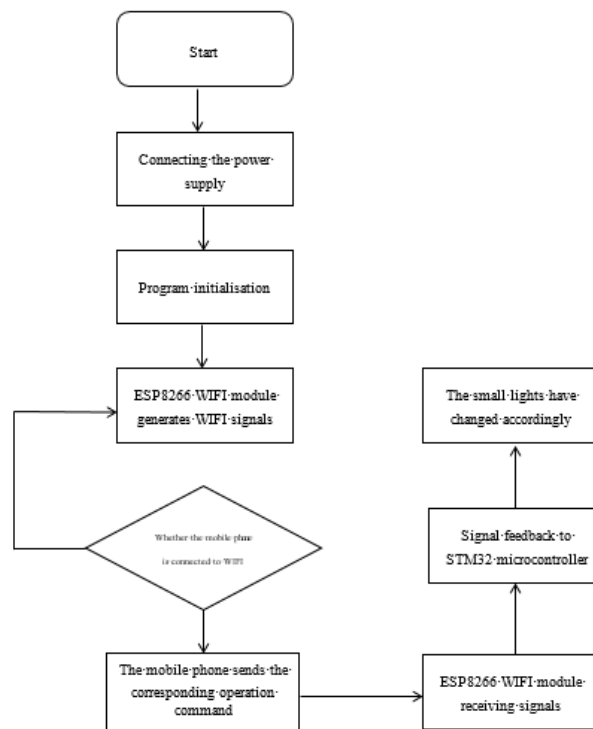 Start
Connecting·the·power·
supply
Program·initialisation
ESP8266·WIFI·module·
generates·WIFI·signals
Whether the mobile phne
is connected to WIFI
The·mobile·phone·sends·the·
corresponding·operation·
command
ESP8266·WIFI·module·
receiving·signals
Signal·feedback·to·
STM32·microcontroller
The·small·lights·have·
changed·accordingly